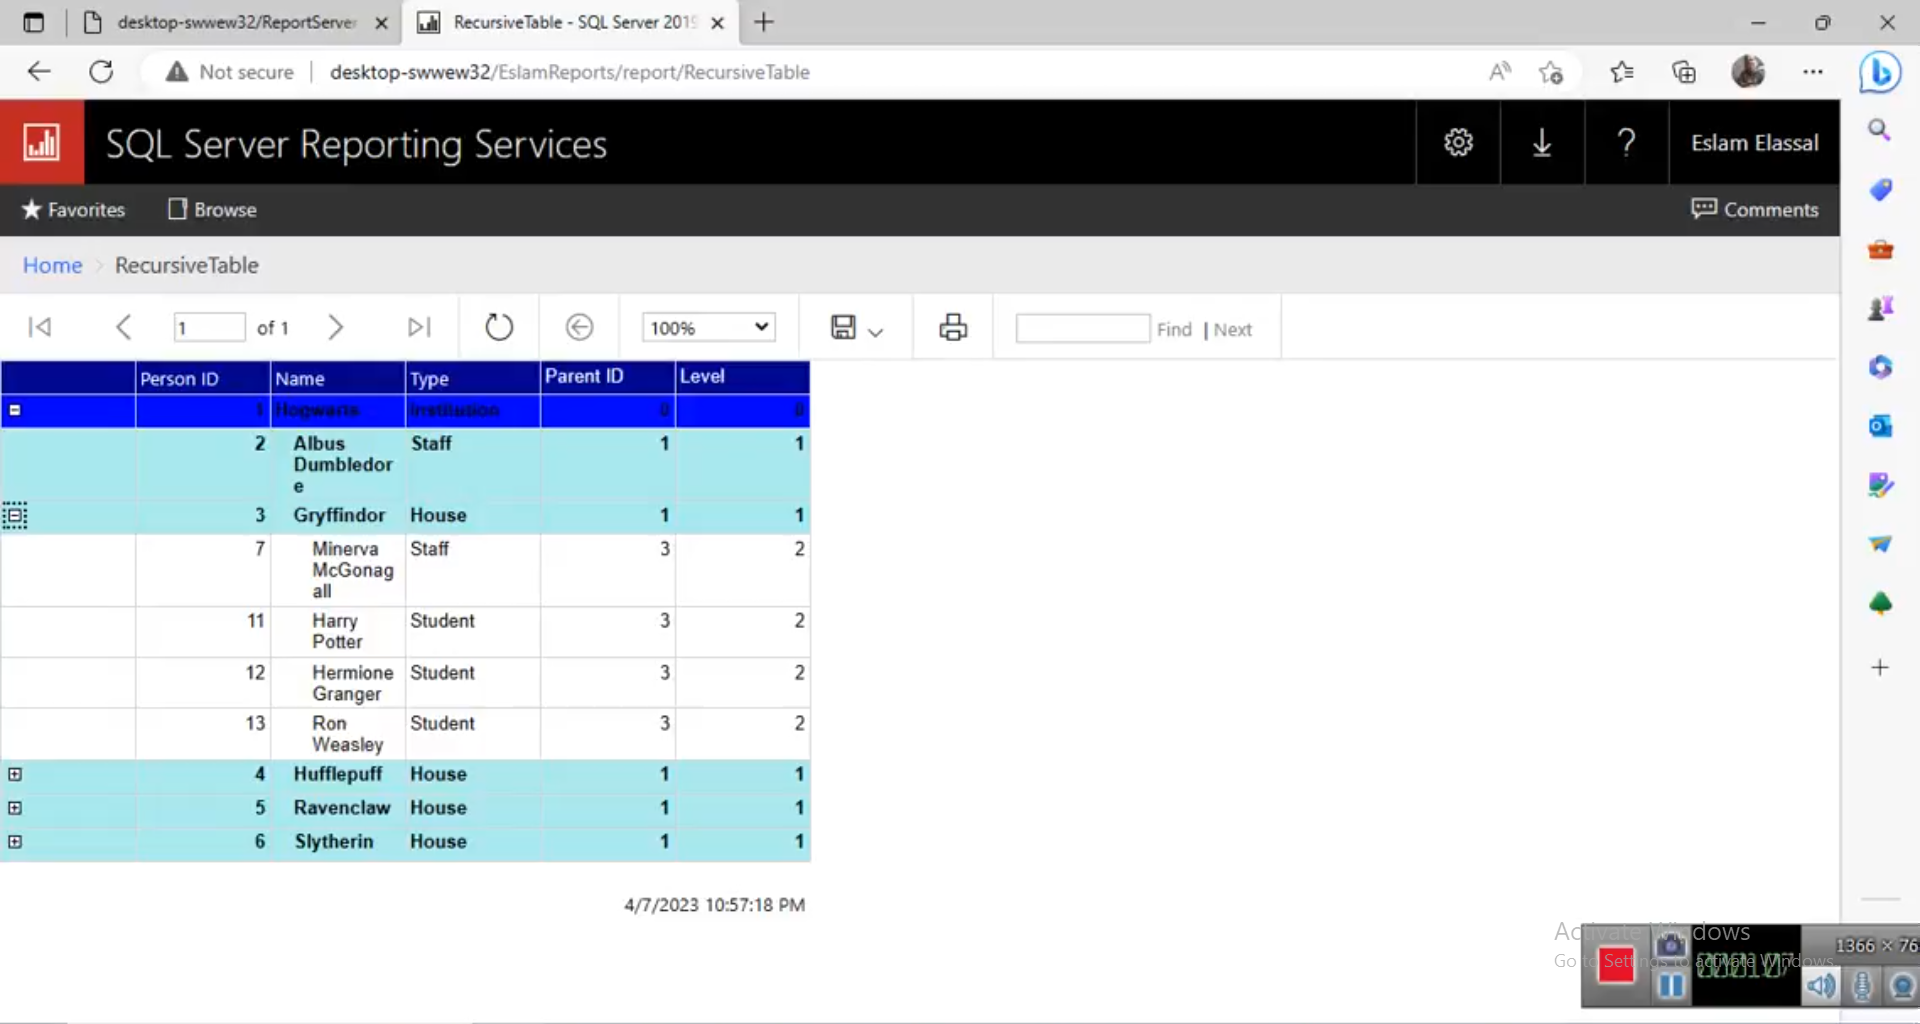 desktop-swwew32/ReportServer
RecursiveTable - SQL Server 2019
Not secure desktop-swwew32/EslamReports/report/RecursiveTable
SQL Server Reporting Services
? Eslam Elassal
Favorites Browse Comments
Home > RecursiveTable
1 of 1 100% Find | Next
Person ID Name Type Parent ID Level
1 Hogwarts Institution 0 0
2 Albus Staff 1 1
Dumbledor
e
3 Gryffindor House 1 1
7 Minerva Staff 3 2
McGonag
all
11 Harry Student 3 2
Potter
12 Hermione Student 3 2
Granger
13 Ron Student 3 2
Weasley
4 Hufflepuff House 1 1
5 Ravenclaw House 1 1
6 Slytherin House 1 1
4/7/2023 10:57:18 PM
Activate Windows
Go to Settings to activate Windows.
1366 × 76